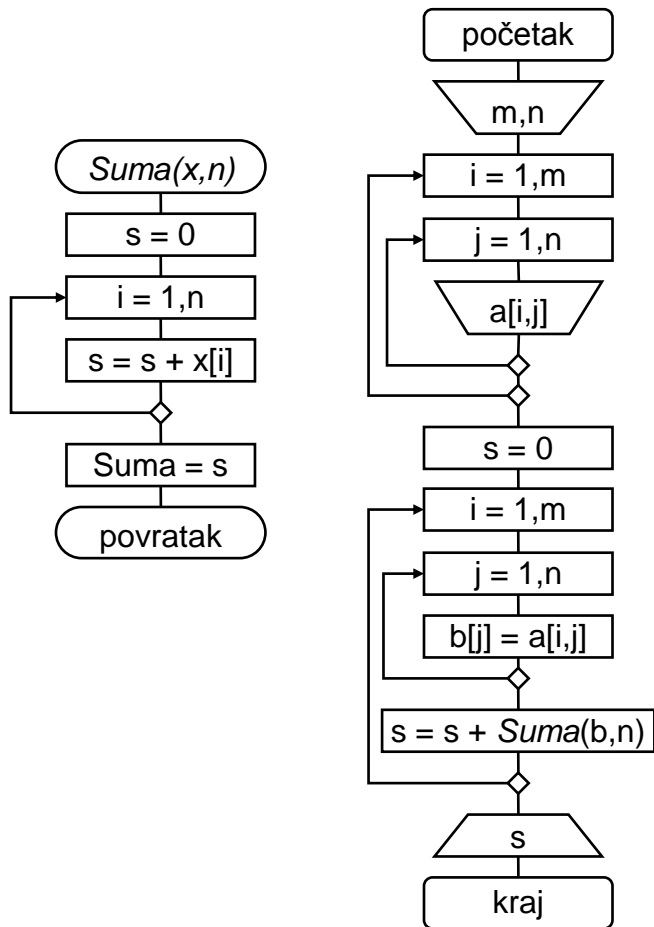 Suma(x,n)
s = 0
i = 1,n
s = s + x[i]
Suma = s
povratak
početak
m,n
i = 1,m
j = 1,n
a[i,j]
s = 0
i = 1,m
j = 1,n
b[j] = a[i,j]
s = s + Suma(b,n)
s
kraj